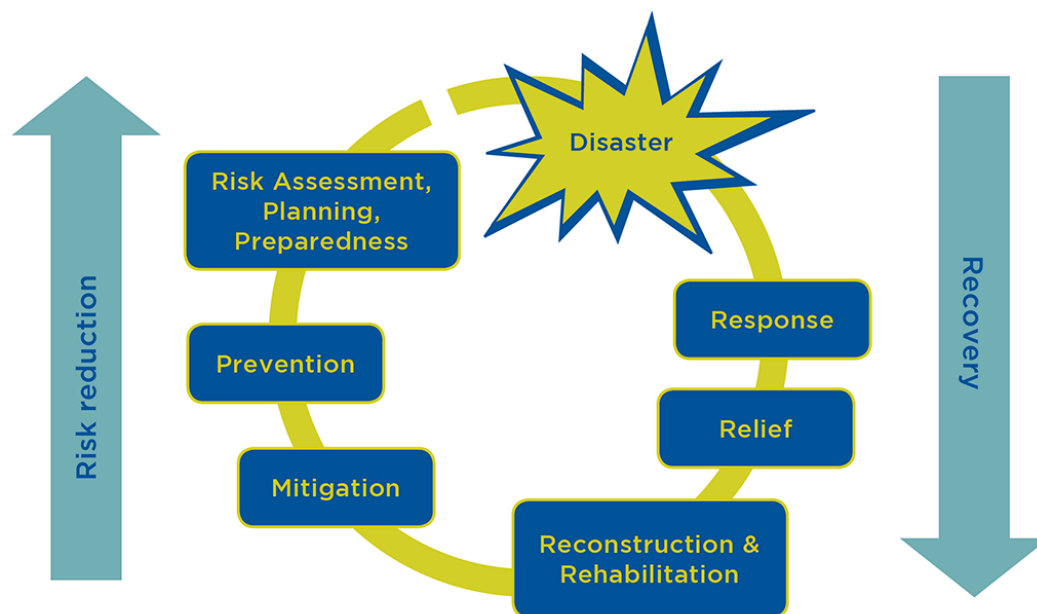 Disaster
Risk Assessment,
Planning,
Preparedness
Response
Prevention
Relief
Mitigation
Reconstruction &
Rehabilitation
Risk reduction
Recovery